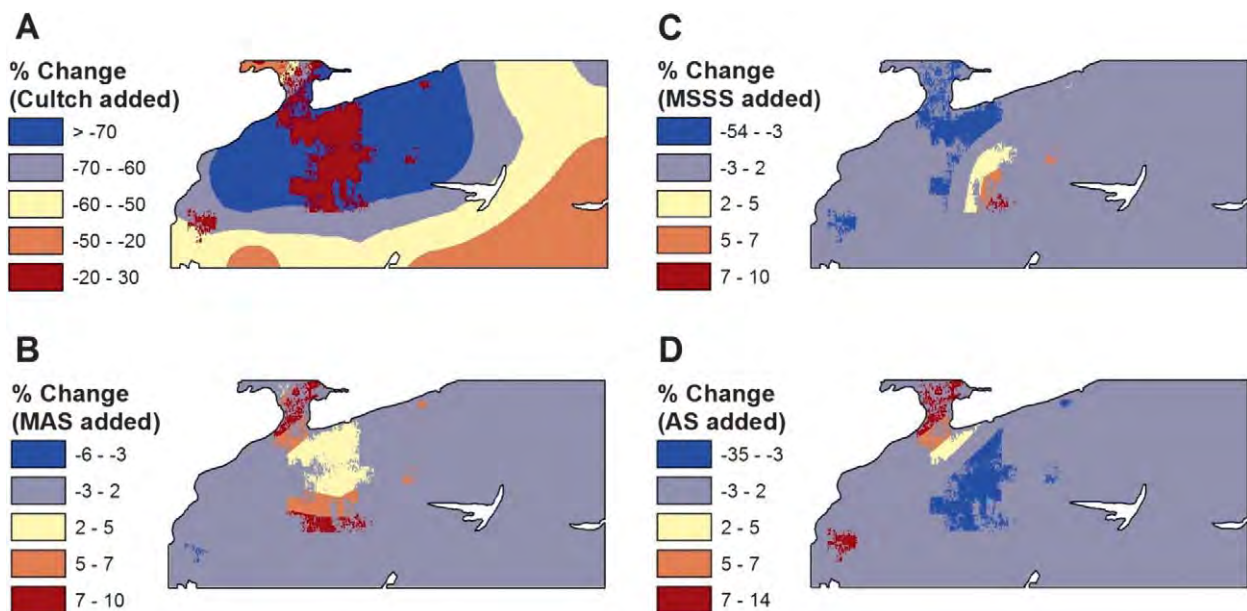 A
% Change
(Cultch added)
> -70
-70 - -60
-60 - -50
-50 - -20
-20 - 30
B
% Change
(MAS added)
-6 - -3
-3 - 2
2 - 5
5 - 7
7 - 10
C
% Change
(MSSS added)
-54 - -3
-3 - 2
2 - 5
5 - 7
7 - 10
D
% Change
(AS added)
-35 - -3
-3 - 2
2 - 5
5 - 7
7 - 14